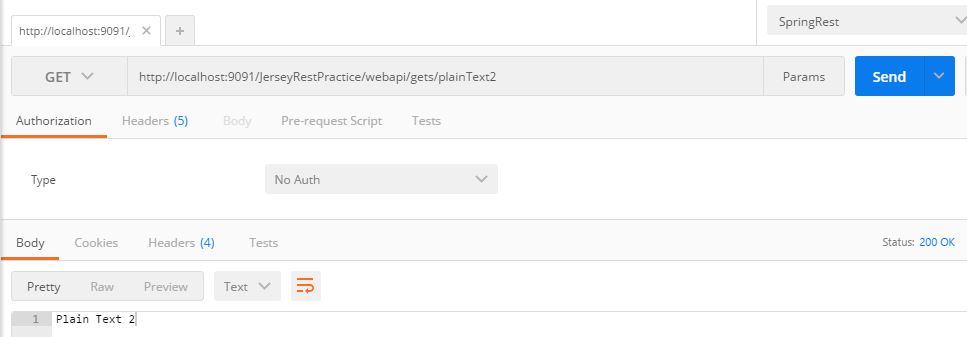 http://localhost:9091/J
SpringRest
GET http://localhost:9091/JerseyRestPractice/webapi/gets/plainText2 Params Send
Authorization Headers (5) Body Pre-request Script Tests
Type No Auth
Body Cookies Headers (4) Tests Status: 200 OK
Pretty Raw Preview Text
1 Plain Text 2